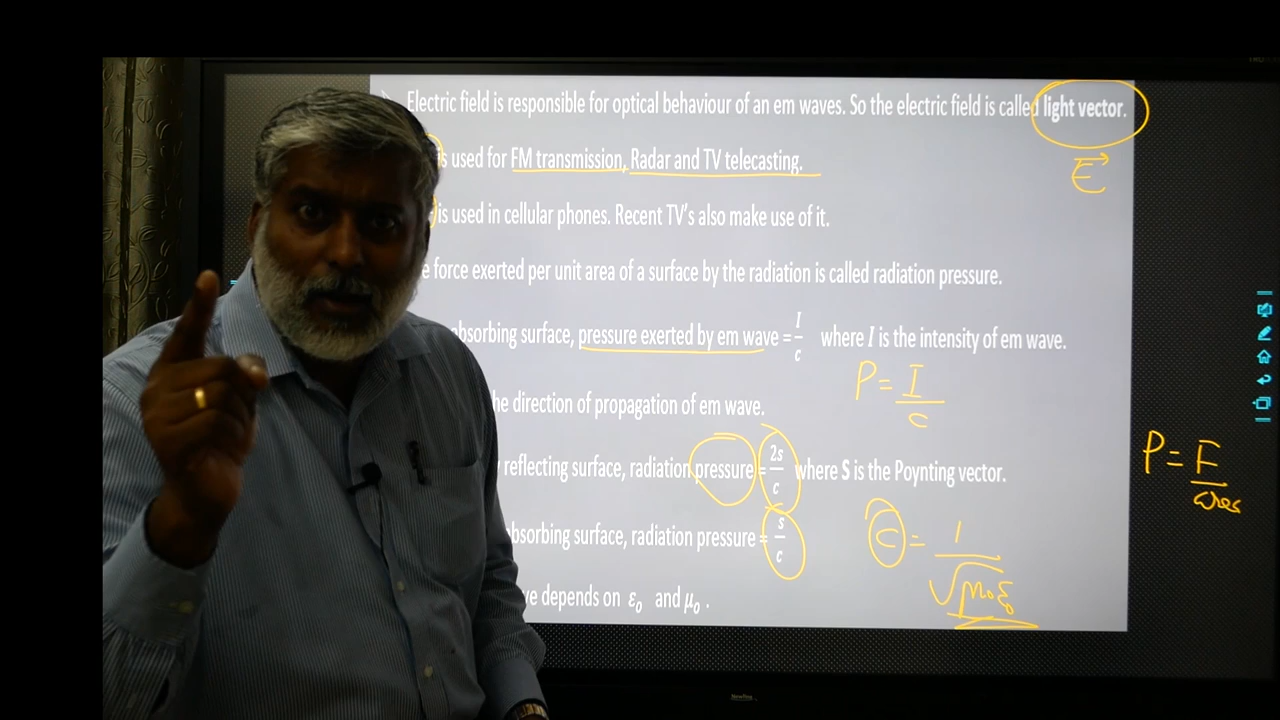 Electric field is responsible for optical behaviour of an em waves. So the electric field is called light vector.
E
is used for FM transmission, Radar and TV telecasting.
is used in cellular phones. Recent TV's also make use of it.
e force exerted per unit area of a surface by the radiation is called radiation pressure.
absorbing surface, pressure exerted by em wave = I/c where I is the intensity of em wave.
P = I/c
he direction of propagation of em wave.
reflecting surface, radiation pressure = 2s/c where S is the Poynting vector.
P = F/area
absorbing surface, radiation pressure = s/c
c = 1/√μ₀ε₀
ve depends on ε₀ and μ₀ .